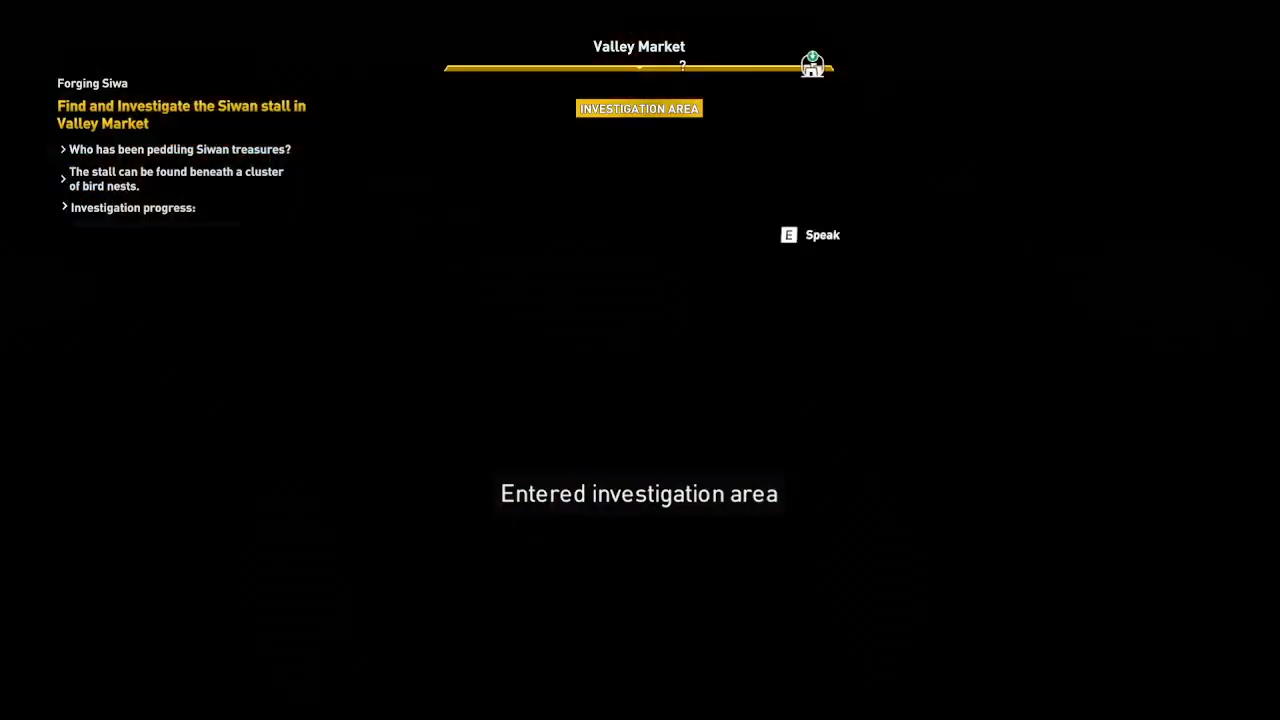 Valley Market
?
INVESTIGATION AREA
Forging Siwa
Find and Investigate the Siwan stall in
Valley Market
Who has been peddling Siwan treasures?
The stall can be found beneath a cluster
of bird nests.
Investigation progress:
E Speak
Entered investigation area